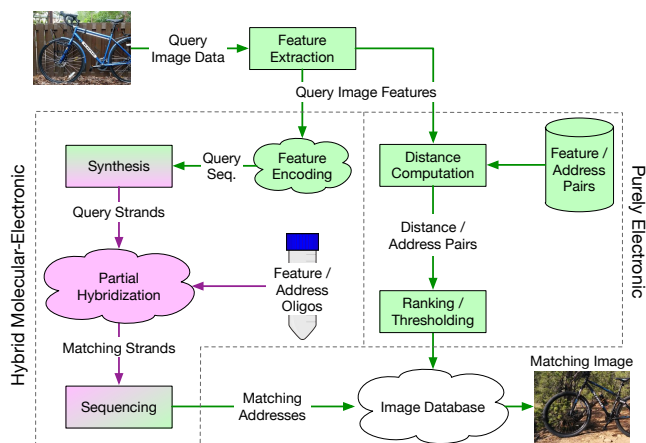 Query
Image Data
Feature
Extraction
Query Image Features
Hybrid Molecular-Electronic
Synthesis
Query
Seq.
Feature
Encoding
Distance
Computation
Feature /
Address
Pairs
Purely Electronic
Query Strands
Distance /
Address Pairs
Partial
Hybridization
Feature /
Address
Oligos
Ranking /
Thresholding
Matching Strands
Matching Image
Sequencing
Matching
Addresses
Image Database